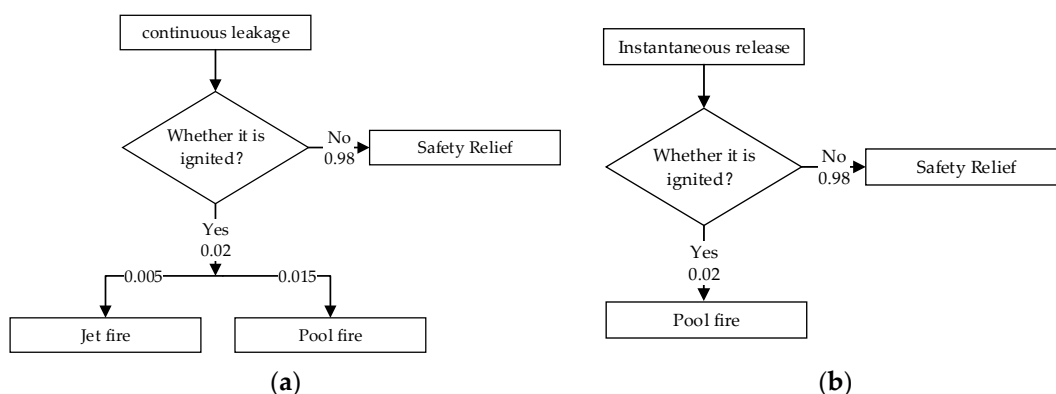 continuous leakage
Whether it is
ignited?
No
0.98
Safety Relief
Yes
0.02
0.005
0.015
Jet fire
Pool fire
(a)
Instantaneous release
Whether it is
ignited?
No
0.98
Safety Relief
Yes
0.02
Pool fire
(b)